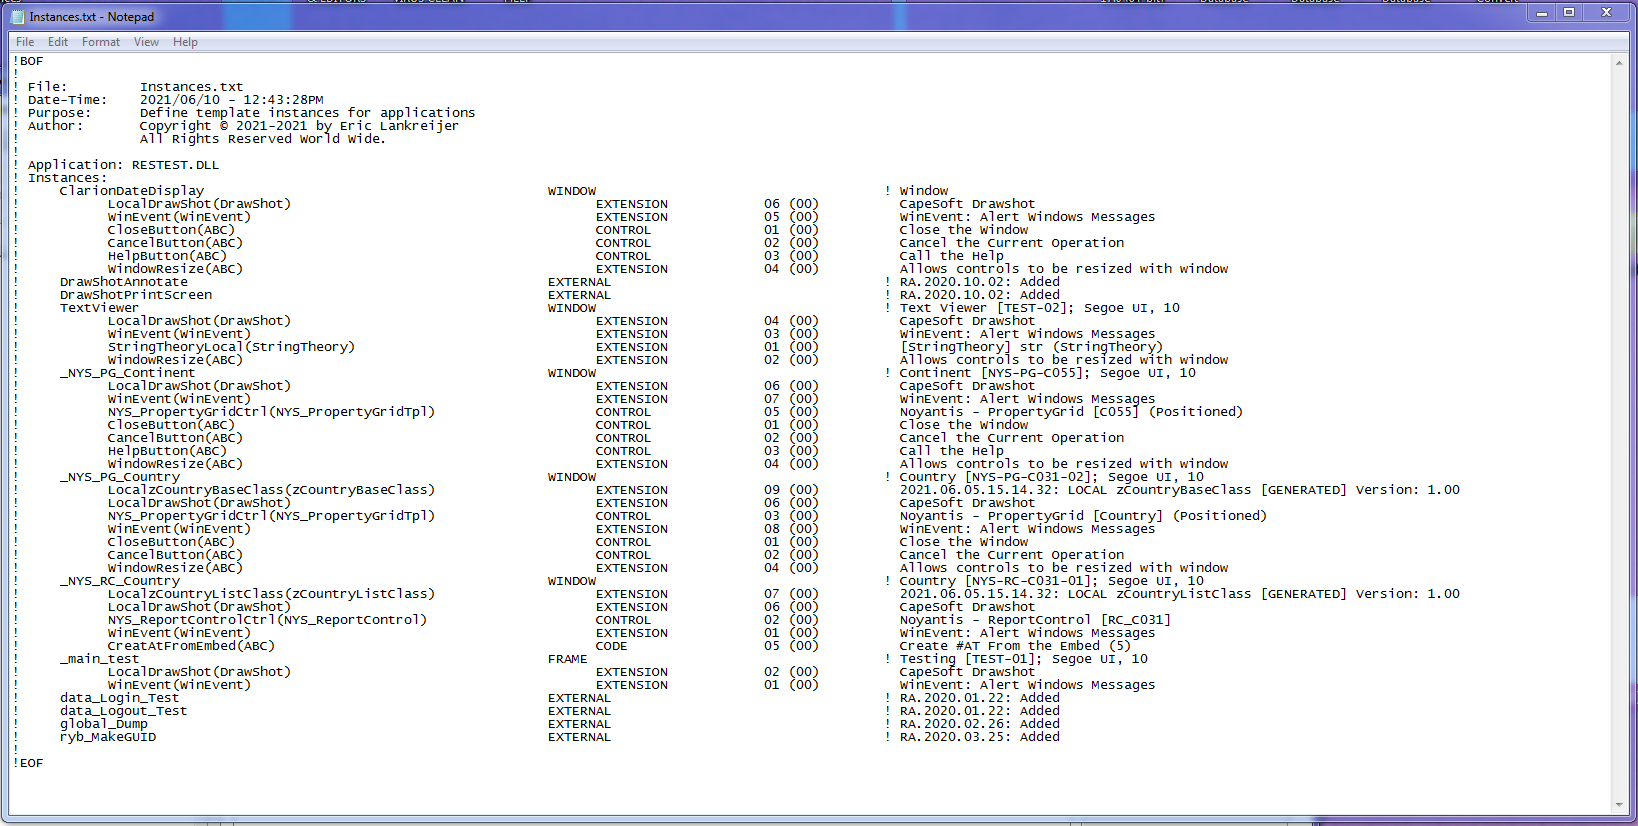 Instances.txt - Notepad
File Edit Format View Help
!BOF
!
! File: Instances.txt
! Date-Time: 2021/06/10 - 12:43:28PM
! Purpose: Define template instances for applications
! Author: Copyright © 2021-2021 by Eric Lankreijer
! All Rights Reserved World Wide.
!
! Application: RESTEST.DLL
! Instances:
! ClarionDateDisplay WINDOW ! Window
! LocalDrawShot(DrawShot) EXTENSION 06 (00) CapeSoft Drawshot
! WinEvent(WinEvent) EXTENSION 05 (00) WinEvent: Alert Windows Messages
! CloseButton(ABC) CONTROL 01 (00) Close the Window
! CancelButton(ABC) CONTROL 02 (00) Cancel the Current Operation
! HelpButton(ABC) CONTROL 03 (00) Call the Help
! WindowResize(ABC) EXTENSION 04 (00) Allows controls to be resized with window
! DrawShotAnnotate EXTERNAL ! RA.2020.10.02: Added
! DrawShotPrintScreen EXTERNAL ! RA.2020.10.02: Added
! TextViewer WINDOW ! Text Viewer [TEST-02]; Segoe UI, 10
! LocalDrawShot(DrawShot) EXTENSION 04 (00) CapeSoft Drawshot
! WinEvent(WinEvent) EXTENSION 03 (00) WinEvent: Alert Windows Messages
! StringTheoryLocal(StringTheory) EXTENSION 01 (00) [StringTheory] str (StringTheory)
! WindowResize(ABC) EXTENSION 02 (00) Allows controls to be resized with window
! _NYS_PG_Continent WINDOW ! Continent [NYS-PG-C055]; Segoe UI, 10
! LocalDrawShot(DrawShot) EXTENSION 06 (00) CapeSoft Drawshot
! WinEvent(WinEvent) EXTENSION 07 (00) WinEvent: Alert Windows Messages
! NYS_PropertyGridCtrl(NYS_PropertyGridTpl) CONTROL 05 (00) Noyantis - PropertyGrid [C055] (Positioned)
! CloseButton(ABC) CONTROL 01 (00) Close the Window
! CancelButton(ABC) CONTROL 02 (00) Cancel the Current Operation
! HelpButton(ABC) CONTROL 03 (00) Call the Help
! WindowResize(ABC) EXTENSION 04 (00) Allows controls to be resized with window
! _NYS_PG_Country WINDOW ! Country [NYS-PG-C031-02]; Segoe UI, 10
! LocalzCountryBaseClass(zCountryBaseClass) EXTENSION 09 (00) 2021.06.05.15.14.32: LOCAL zCountryBaseClass [GENERATED] Version: 1.00
! LocalDrawShot(DrawShot) EXTENSION 06 (00) CapeSoft Drawshot
! NYS_PropertyGridCtrl(NYS_PropertyGridTpl) CONTROL 03 (00) Noyantis - PropertyGrid [Country] (Positioned)
! WinEvent(WinEvent) EXTENSION 08 (00) WinEvent: Alert Windows Messages
! CloseButton(ABC) CONTROL 01 (00) Close the Window
! CancelButton(ABC) CONTROL 02 (00) Cancel the Current Operation
! WindowResize(ABC) EXTENSION 04 (00) Allows controls to be resized with window
! _NYS_RC_Country WINDOW ! Country [NYS-RC-C031-01]; Segoe UI, 10
! LocalzCountryListClass(zCountryListClass) EXTENSION 07 (00) 2021.06.05.15.14.32: LOCAL zCountryListClass [GENERATED] Version: 1.00
! LocalDrawShot(DrawShot) EXTENSION 06 (00) CapeSoft Drawshot
! NYS_ReportControlCtrl(NYS_ReportControl) CONTROL 02 (00) Noyantis - ReportControl [RC_C031]
! WinEvent(WinEvent) EXTENSION 01 (00) WinEvent: Alert Windows Messages
! CreatAtFromEmbed(ABC) CODE 05 (00) Create #AT From the Embed (5)
! _main_test FRAME ! Testing [TEST-01]; Segoe UI, 10
! LocalDrawShot(DrawShot) EXTENSION 02 (00) CapeSoft Drawshot
! WinEvent(WinEvent) EXTENSION 01 (00) WinEvent: Alert Windows Messages
! data_Login_Test EXTERNAL ! RA.2020.01.22: Added
! data_Logout_Test EXTERNAL ! RA.2020.01.22: Added
! global_Dump EXTERNAL ! RA.2020.02.26: Added
! ryb_MakeGUID EXTERNAL ! RA.2020.03.25: Added
!
!EOF